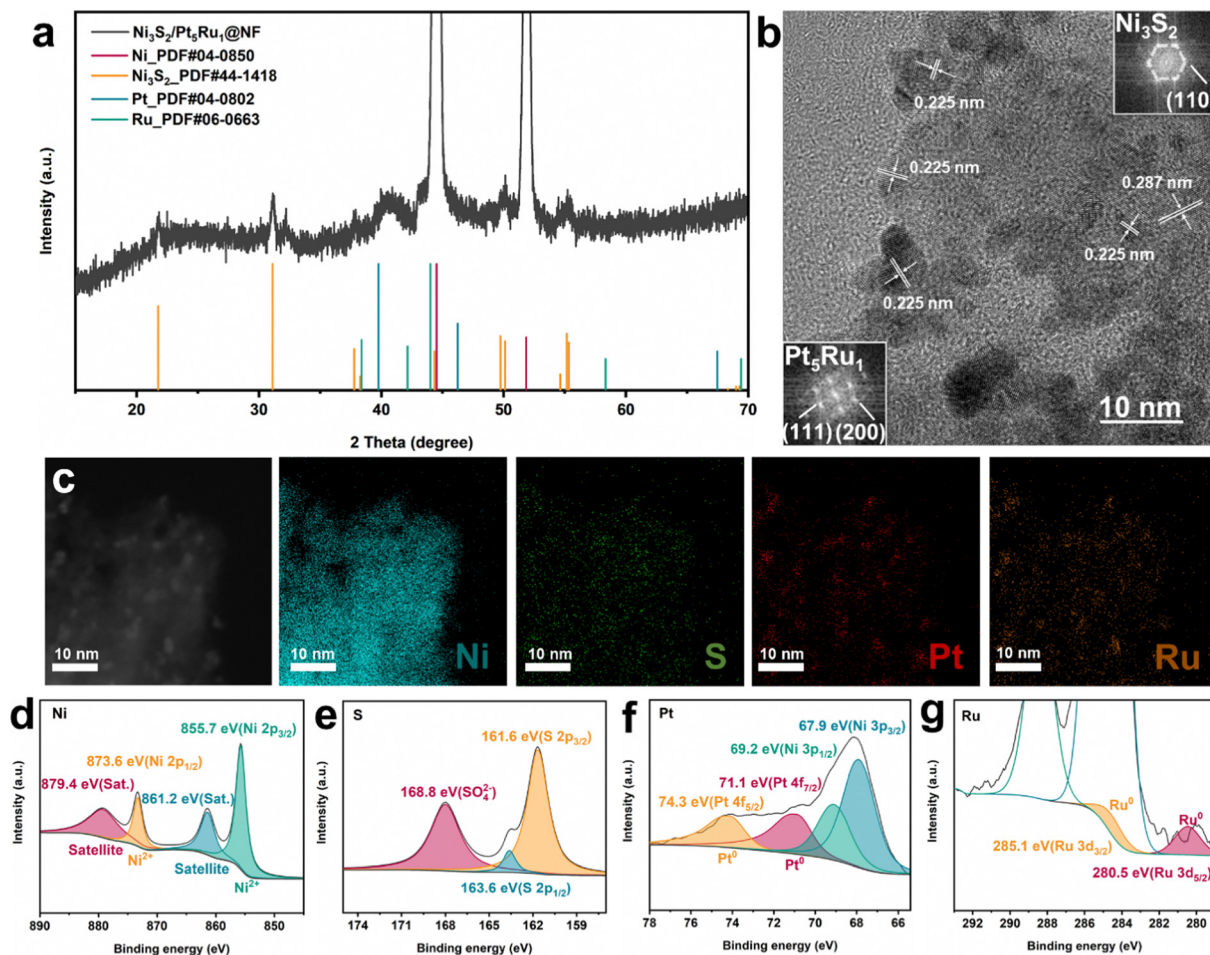 a
Ni₃S₂/Pt₅Ru₁@NF
Ni_PDF#04-0850
Ni₃S₂_PDF#44-1418
Pt_PDF#04-0802
Ru_PDF#06-0663
Intensity (a.u.)
20 30 40 50 60 70
2 Theta (degree)
b
Ni₃S₂
(110
0.225 nm
0.225 nm
0.287 nm
0.225 nm
0.225 nm
Pt₅Ru₁
(111) (200)
10 nm
c
10 nm
10 nm
Ni
10 nm
S
10 nm
Pt
10 nm
Ru
d
Ni
855.7 eV(Ni 2p₃/₂)
873.6 eV(Ni 2p₁/₂)
879.4 eV(Sat.)
861.2 eV(Sat.)
Satellite
Ni²⁺
Satellite
Ni²⁺
Intensity (a.u.)
890 880 870 860 850
Binding energy (eV)
e
S
161.6 eV(S 2p₃/₂)
168.8 eV(SO₄²⁻)
163.6 eV(S 2p₁/₂)
Intensity (a.u.)
168 165 162 159
Binding energy (eV)
f
Pt
67.9 eV(Ni 3p₃/₂)
69.2 eV(Ni 3p₁/₂)
71.1 eV(Pt 4f₇/₂)
74.3 eV(Pt 4f₅/₂)
Pt⁰
Pt⁰
Intensity (a.u.)
78 75 72 69 66
Binding energy (eV)
g
Ru
Ru⁰
Ru⁰
285.1 eV(Ru 3d₃/₂)
280.5 eV(Ru 3d₅/₂)
Intensity (a.u.)
292 288 284 280
Binding energy (eV)